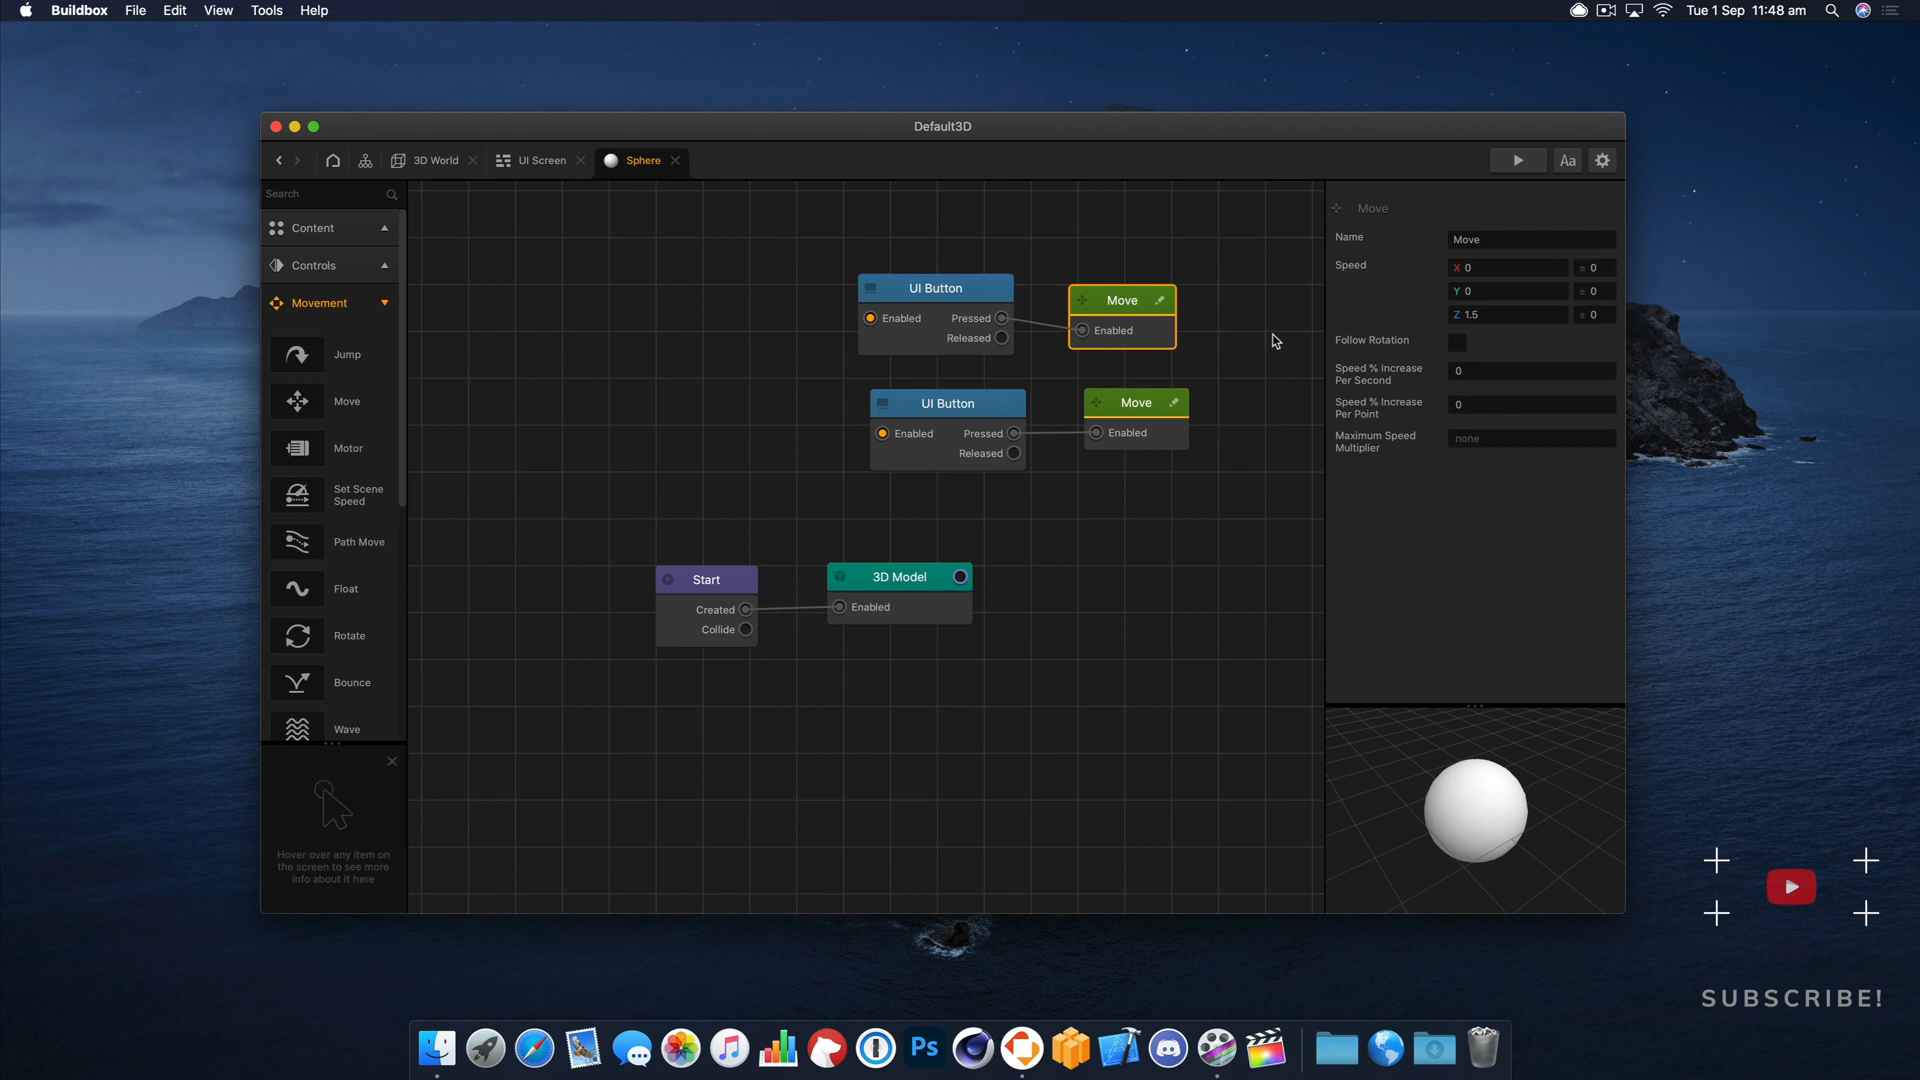 Buildbox File Edit View Tools Help
Tue 1 Sep 11:48 am
Default3D
3D World
UI Screen
Sphere
Aa
Search
Content
Controls
Movement
Jump
Move
Motor
Set Scene
Speed
Path Move
Float
Rotate
Bounce
Wave
Hover over any item on
the screen to see more
info about it here
UI Button
Enabled Pressed
Released
Move
Enabled
UI Button
Enabled Pressed
Released
Move
Enabled
Start
Created
Collide
3D Model
Enabled
Move
Name Move
Speed X 0 ± 0
Y 0 ± 0
Z 1.5 ± 0
Follow Rotation
Speed % Increase
Per Second
0
Speed % Increase
Per Point
0
Maximum Speed
Multiplier
none
SUBSCRIBE!
Ps